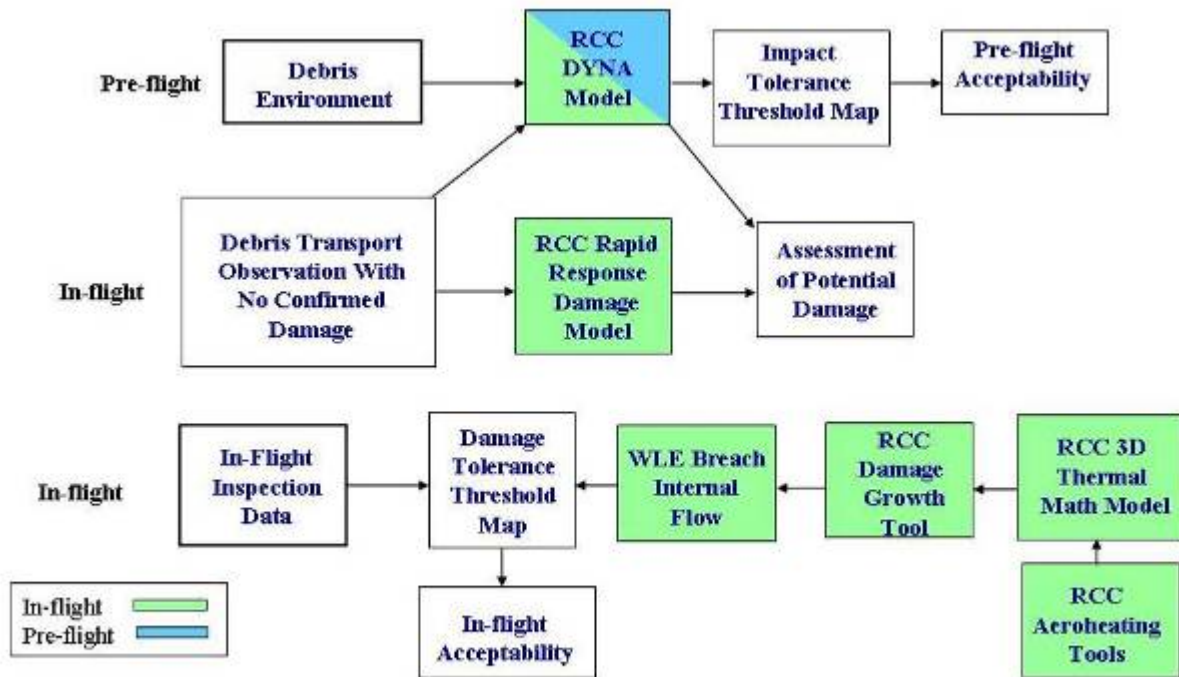 Pre-flight
Debris
Environment
RCC
DYNA
Model
Impact
Tolerance
Threshold Map
Pre-flight
Acceptability
In-flight
Debris Transport
Observation With
No Confirmed
Damage
RCC Rapid
Response
Damage
Model
Assessment
of Potential
Damage
In-flight
In-Flight
Inspection
Data
Damage
Tolerance
Threshold
Map
WLE Breach
Internal
Flow
RCC
Damage
Growth
Tool
RCC 3D
Thermal
Math Model
In-flight
Pre-flight
In-flight
Acceptability
RCC
Aeroheating
Tools